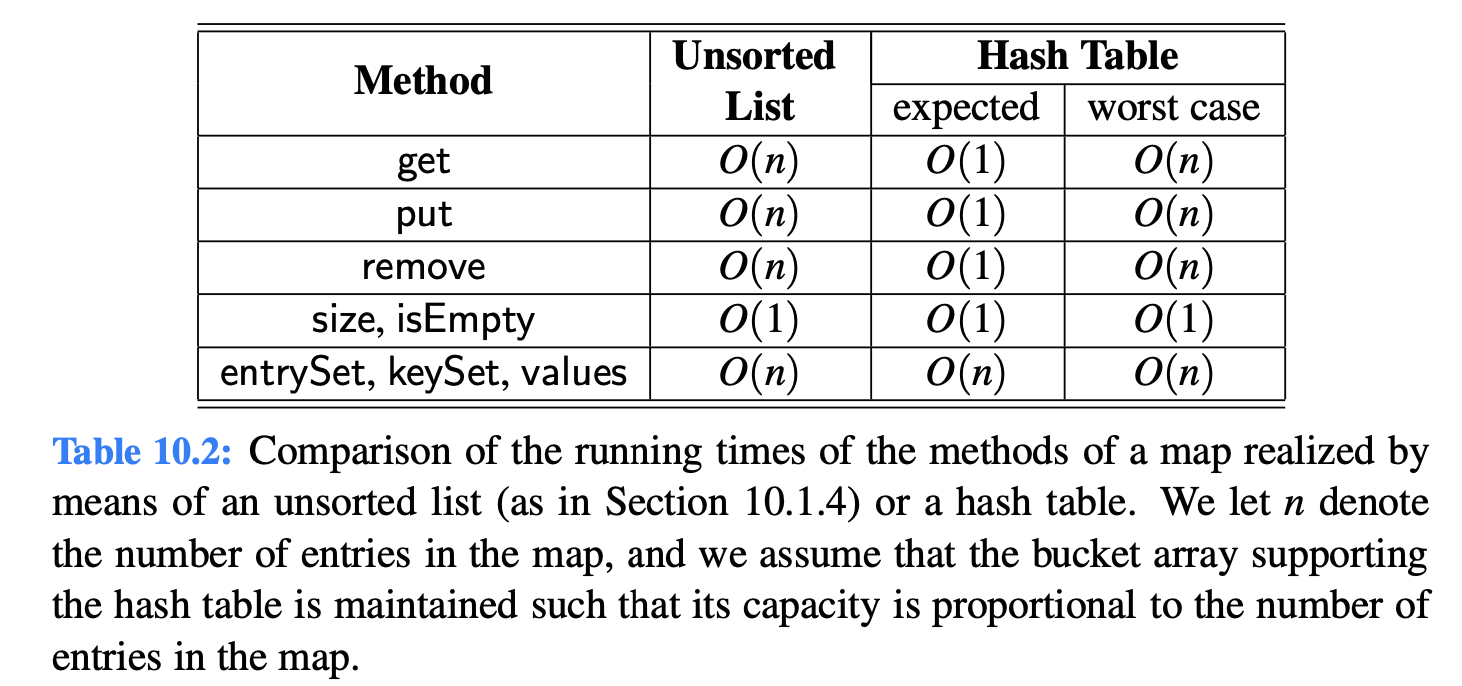 Method Unsorted List Hash Table
expected worst case
get O(n) O(1) O(n)
put O(n) O(1) O(n)
remove O(n) O(1) O(n)
size, isEmpty O(1) O(1) O(1)
entrySet, keySet, values O(n) O(n) O(n)
Table 10.2: Comparison of the running times of the methods of a map realized by
means of an unsorted list (as in Section 10.1.4) or a hash table. We let n denote
the number of entries in the map, and we assume that the bucket array supporting
the hash table is maintained such that its capacity is proportional to the number of
entries in the map.